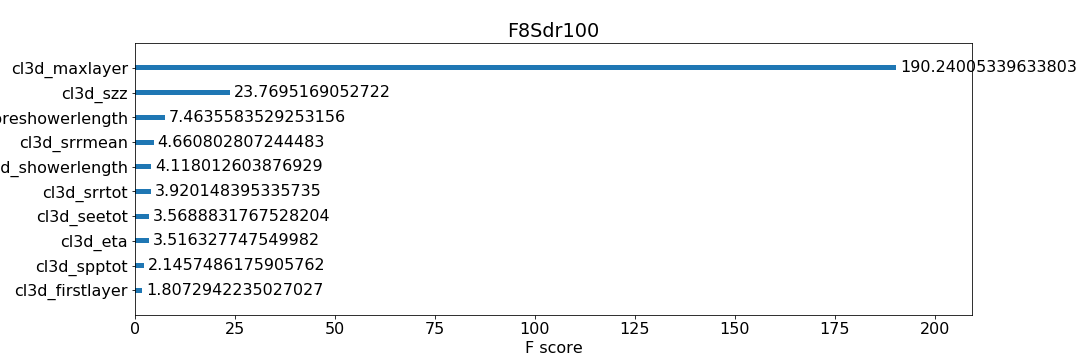 F8Sdr100
cl3d_maxlayer 190.24005339633803
cl3d_szz 23.7695169052722
oreshowerlength 7.4635583529253156
cl3d_srrmean 4.660802807244483
d_showerlength 4.118012603876929
cl3d_srrtot 3.920148395335735
cl3d_seetot 3.5688831767528204
cl3d_eta 3.516327747549982
cl3d_spptot 2.1457486175905762
cl3d_firstlayer 1.8072942235027027
0 25 50 75 100 125 150 175 200
F score